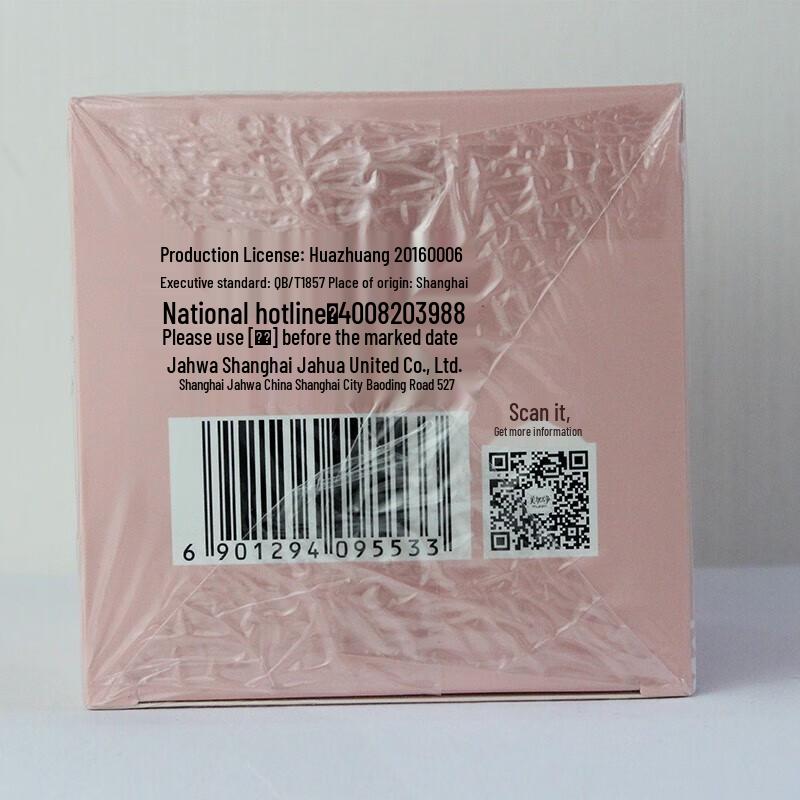 Production License: Huazhuang 20160006
Executive standard: QB/T1857 Place of origin: Shanghai
National hotline 4008203988
Please use [ ] before the marked date
Jahwa Shanghai Jahua United Co., Ltd.
Shanghai Jahwa China Shanghai City Baoding Road 527
Scan it,
Get more information
6 901294 095533